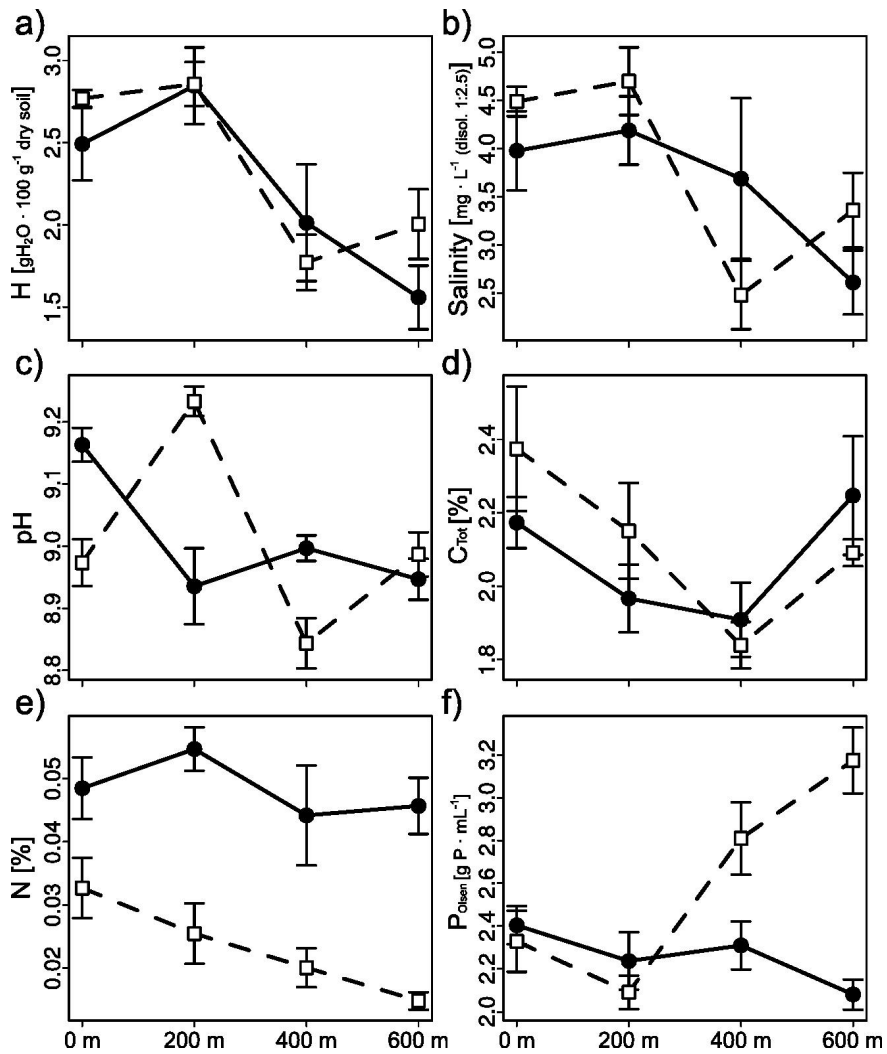 a)
H [gH₂O · 100 g⁻¹ dry soil]
3.0
2.5
2.0
1.5
b)
Salinity [mg · L⁻¹ (disol. 1:2.5)]
5.0
4.5
4.0
3.5
3.0
2.5
c)
pH
9.2
9.1
9.0
8.9
8.8
d)
CTot [%]
2.4
2.2
2.0
1.8
e)
N [%]
0.05
0.04
0.03
0.02
0 m 200 m 400 m 600 m
f)
POlsen [g P · mL⁻¹]
3.2
3.0
2.8
2.6
2.4
2.2
2.0
0 m 200 m 400 m 600 m